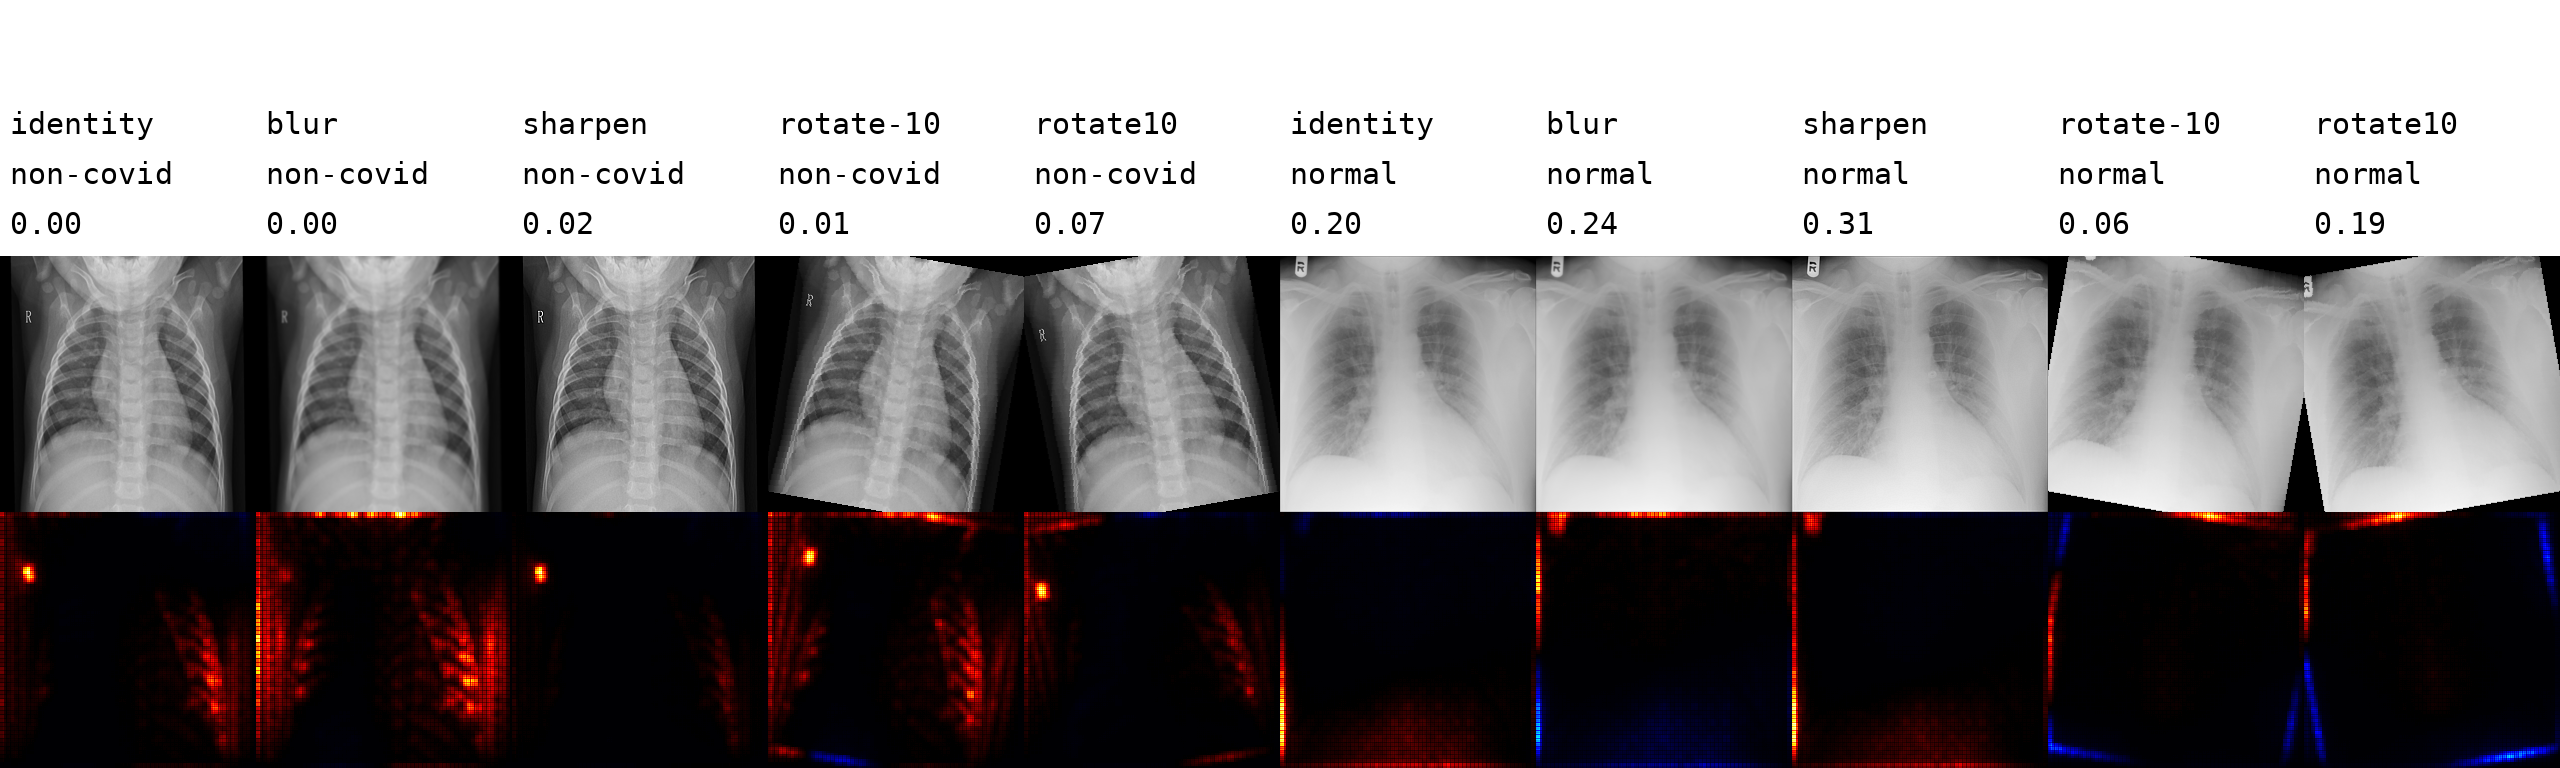 identity blur sharpen rotate-10 rotate10 identity blur sharpen rotate-10 rotate10
non-covid non-covid non-covid non-covid non-covid normal normal normal normal normal
0.00 0.00 0.02 0.01 0.07 0.20 0.24 0.31 0.06 0.19
R R R R R